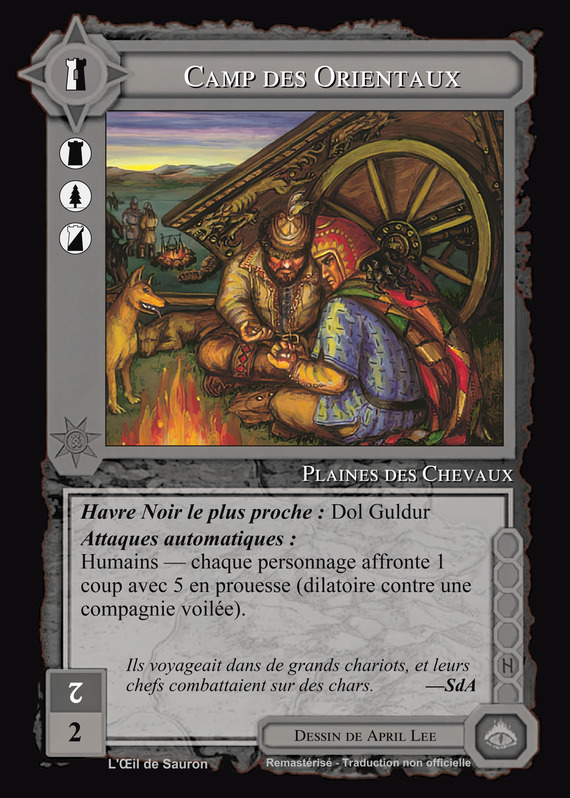 Camp des Orientaux
Plaines des Chevaux
Havre Noir le plus proche : Dol Guldur
Attaques automatiques :
Humains — chaque personnage affronte 1
coup avec 5 en prouesse (dilatoire contre une
compagnie voilée).
Ils voyageait dans de grands chariots, et leurs
chefs combattaient sur des chars. —SdA
2
2
Dessin de April Lee
L'Œil de Sauron
Remastérisé - Traduction non officielle